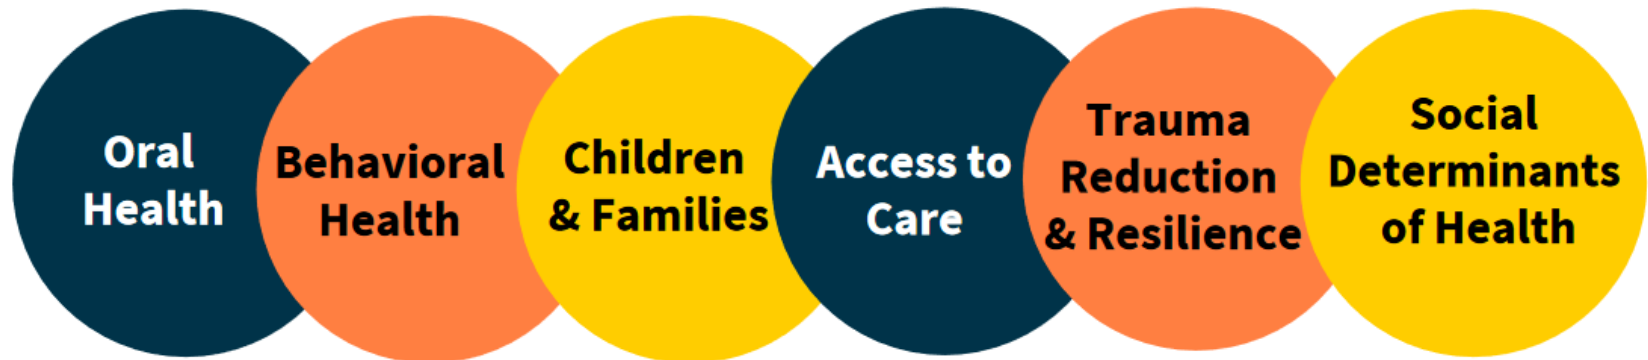 Oral
Health
Behavioral
Health
Children
& Families
Access to
Care
Trauma
Reduction
& Resilience
Social
Determinants
of Health